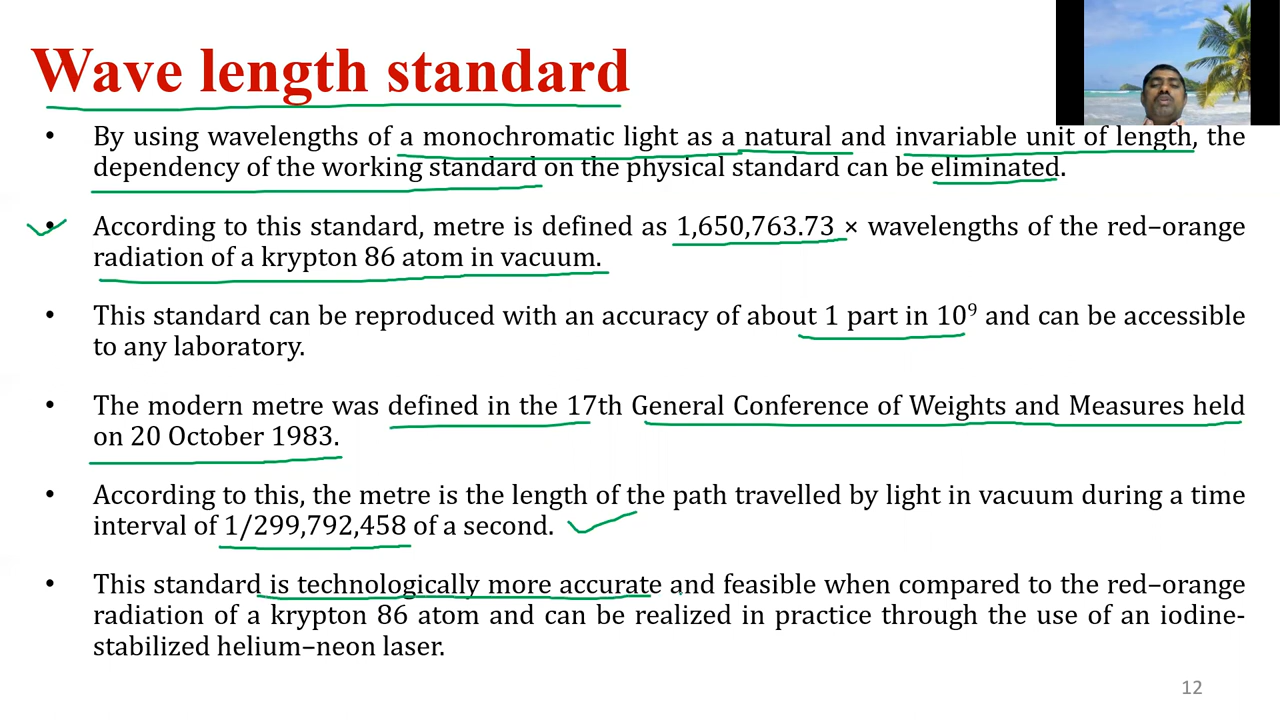 Wave length standard
• By using wavelengths of a monochromatic light as a natural and invariable unit of length, the
dependency of the working standard on the physical standard can be eliminated.
• According to this standard, metre is defined as 1,650,763.73 × wavelengths of the red–orange
radiation of a krypton 86 atom in vacuum.
• This standard can be reproduced with an accuracy of about 1 part in 10⁹ and can be accessible
to any laboratory.
• The modern metre was defined in the 17th General Conference of Weights and Measures held
on 20 October 1983.
• According to this, the metre is the length of the path travelled by light in vacuum during a time
interval of 1/299,792,458 of a second.
• This standard is technologically more accurate and feasible when compared to the red–orange
radiation of a krypton 86 atom and can be realized in practice through the use of an iodine-
stabilized helium–neon laser.
12